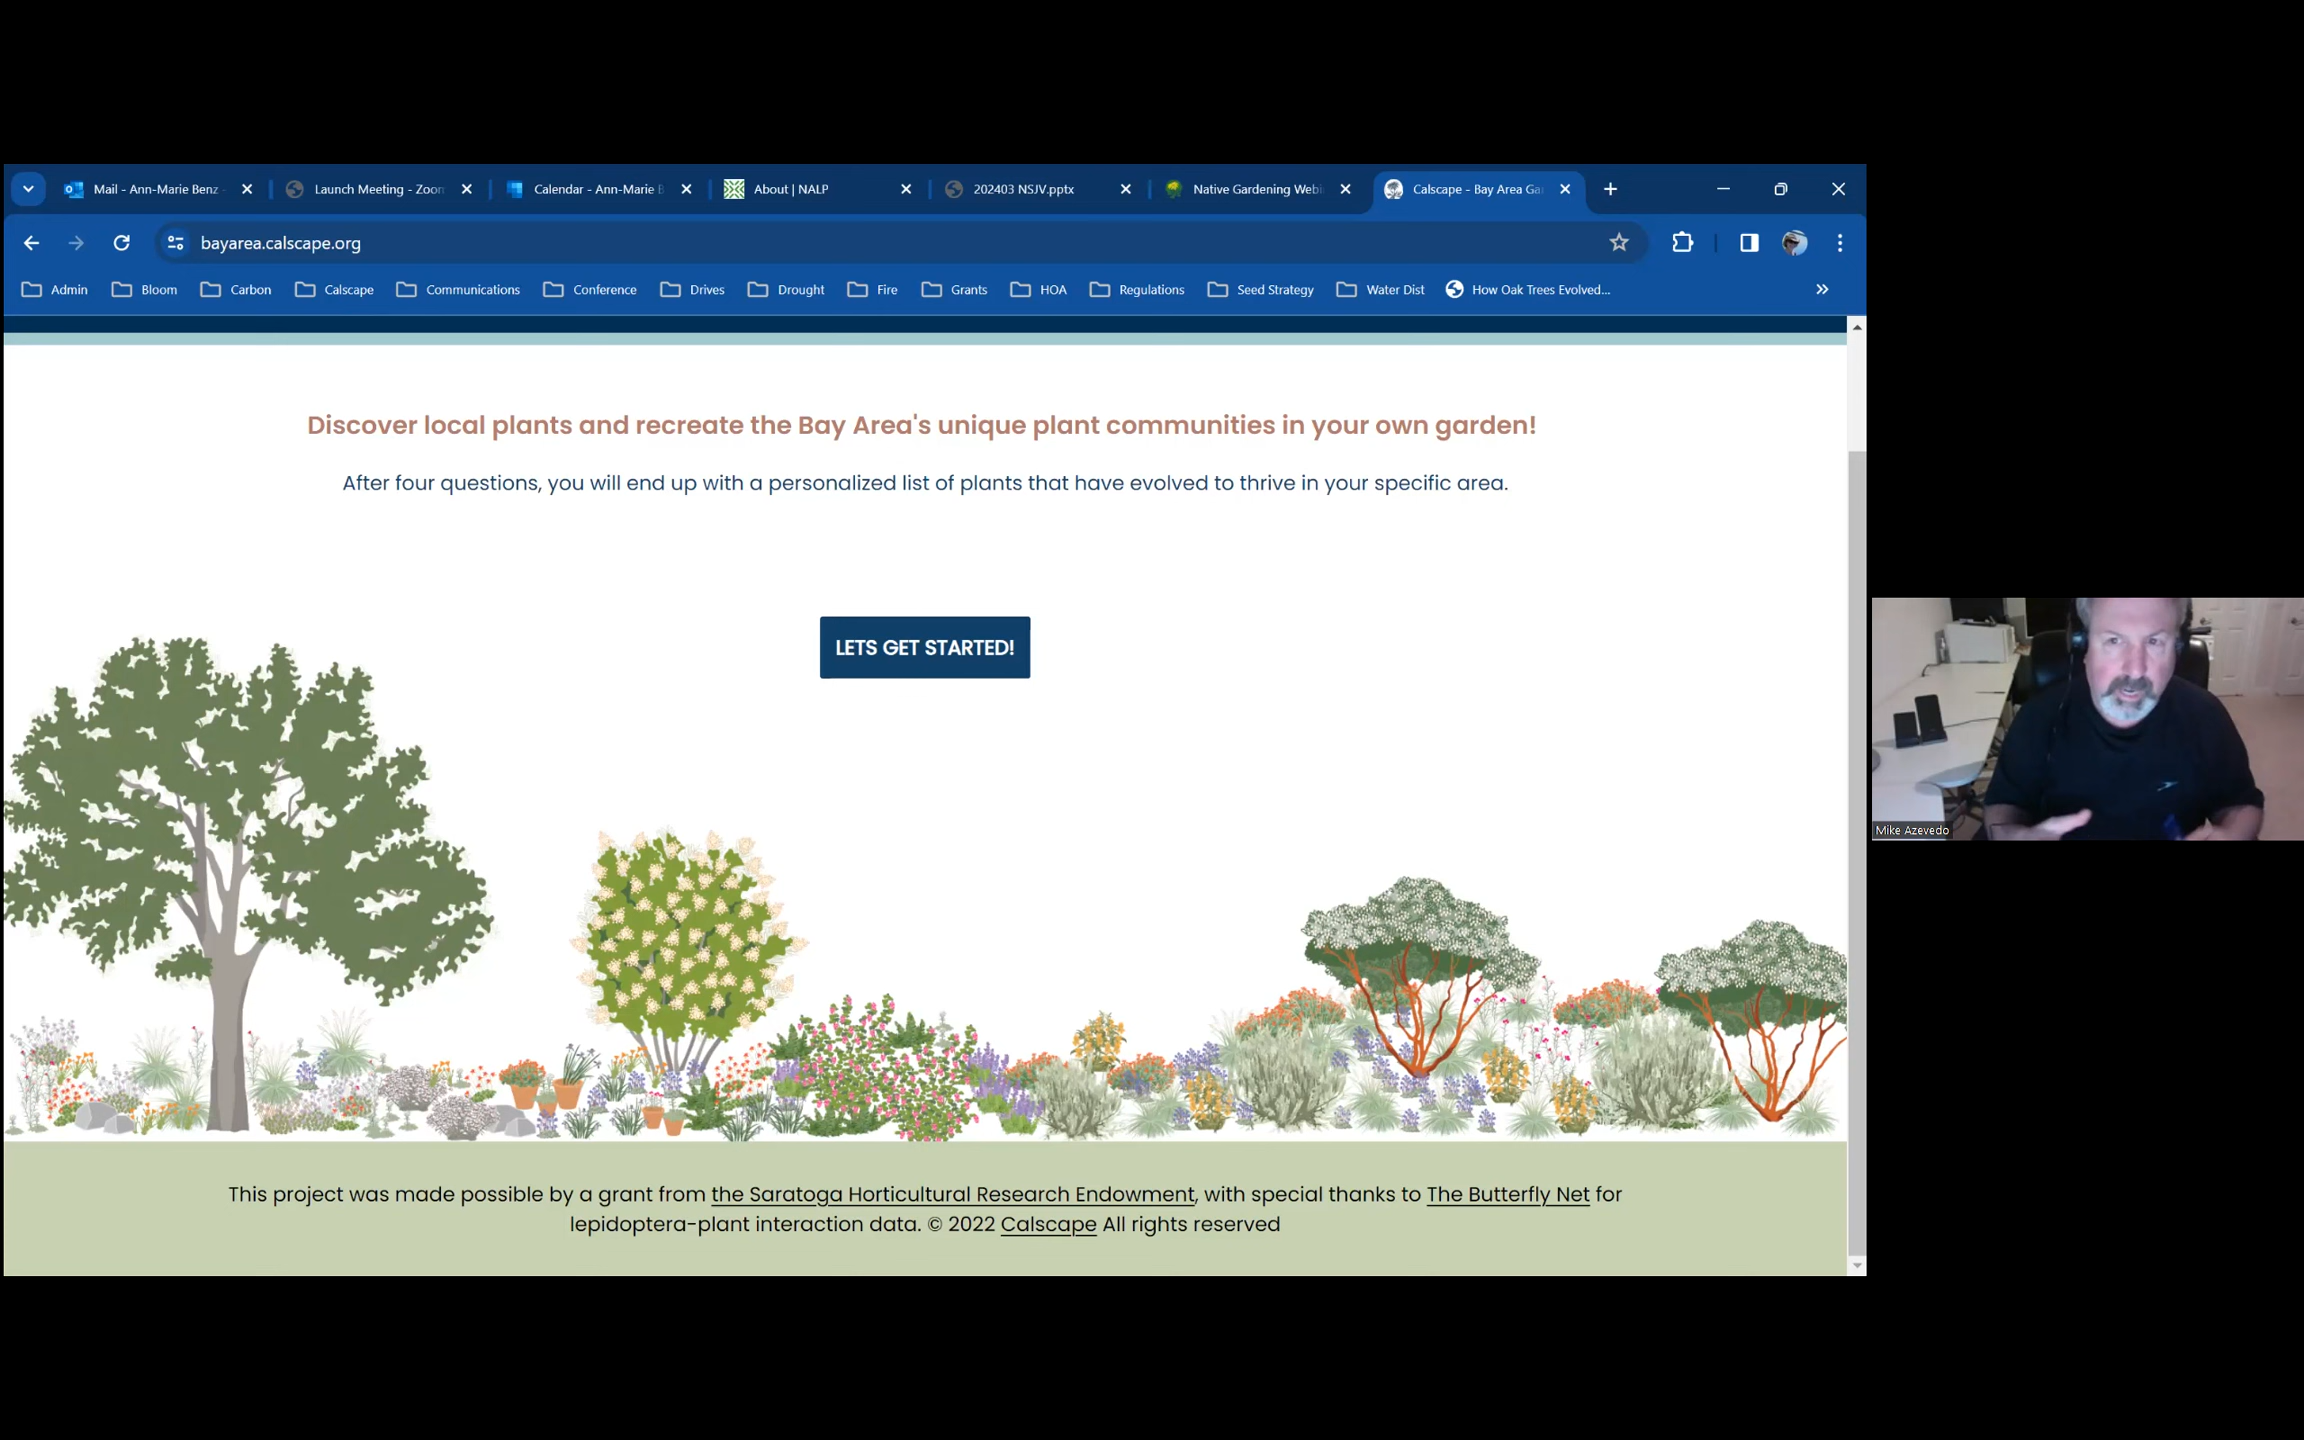 Mail - Ann-Marie Benz -
Launch Meeting - Zoom
Calendar - Ann-Marie B
About | NALP
202403 NSJV.pptx
Native Gardening Webi
Calscape - Bay Area Ga
bayarea.calscape.org
Admin
Bloom
Carbon
Calscape
Communications
Conference
Drives
Drought
Fire
Grants
HOA
Regulations
Seed Strategy
Water Dist
How Oak Trees Evolved...
Discover local plants and recreate the Bay Area's unique plant communities in your own garden!
After four questions, you will end up with a personalized list of plants that have evolved to thrive in your specific area.
LETS GET STARTED!
Mike Azevedo
This project was made possible by a grant from the Saratoga Horticultural Research Endowment, with special thanks to The Butterfly Net for
lepidoptera-plant interaction data. © 2022 Calscape All rights reserved